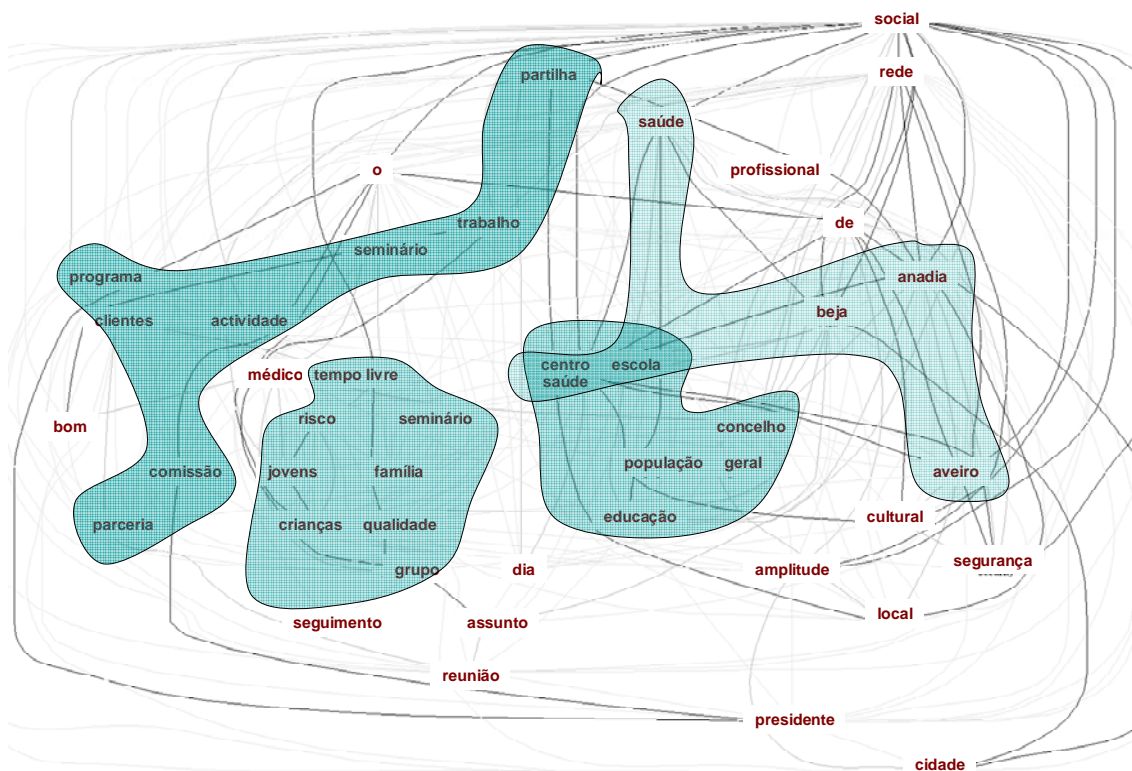 social
rede
partilha
saúde
o
profissional
trabalho
de
seminário
programa
anadia
clientes
actividade
beja
médico
tempo livre
centro
saúde
escola
risco
seminário
bom
concelho
comissão
jovens
família
população
geral
aveiro
parceria
crianças
qualidade
educação
cultural
grupo
dia
amplitude
segurança
seguimento
assunto
local
reunião
presidente
cidade